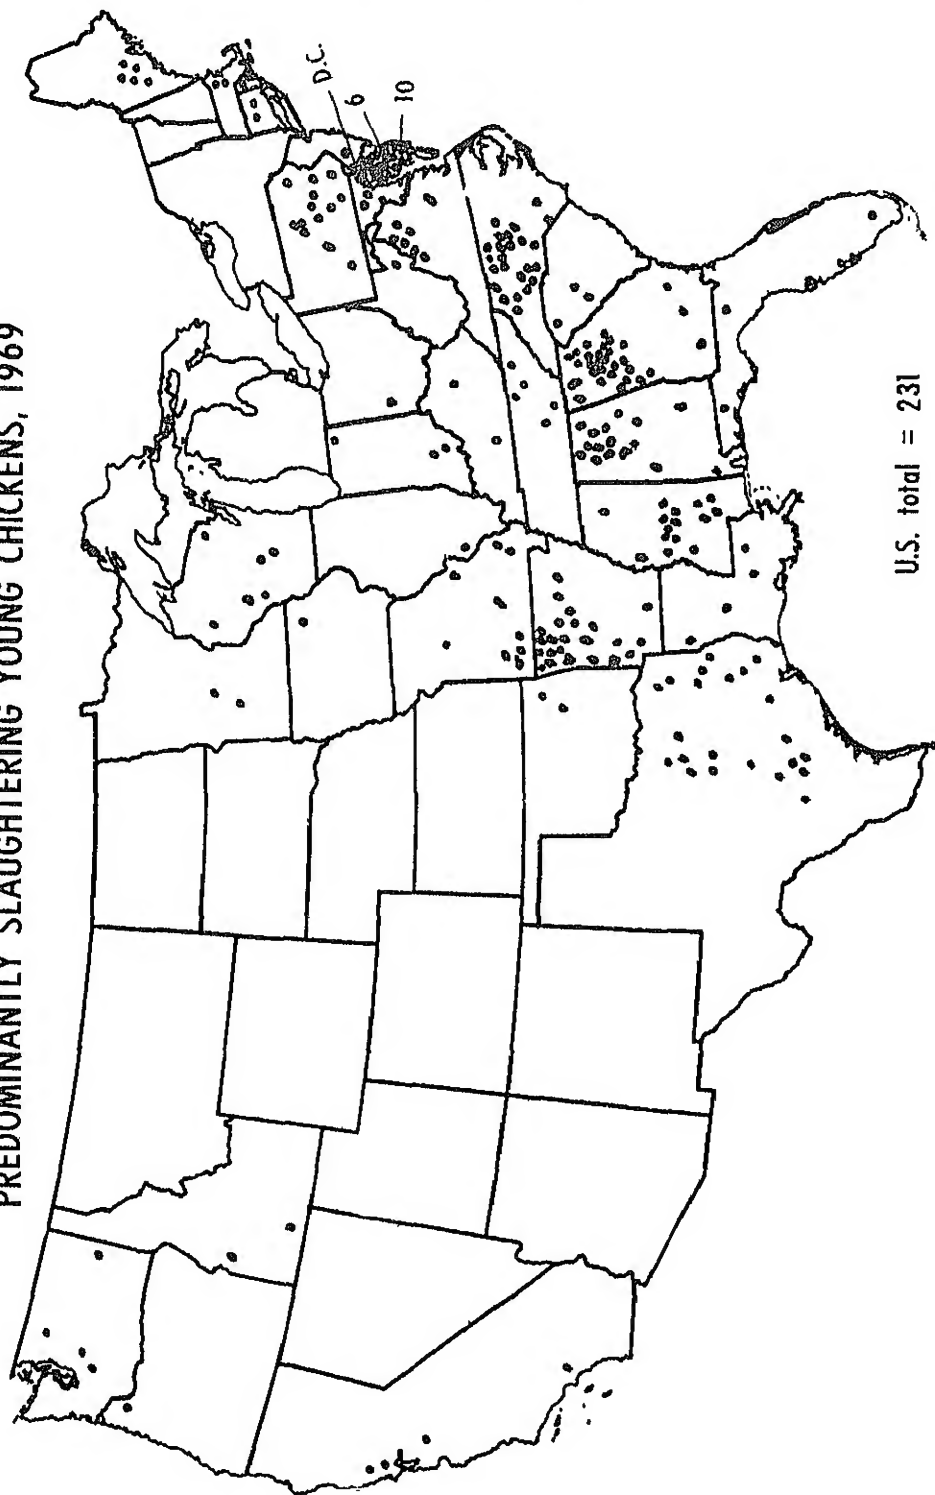 PREDOMINANTLY SLAUGHTERING YOUNG CHICKENS, 1969
D.C.
6
10
U.S. total = 231